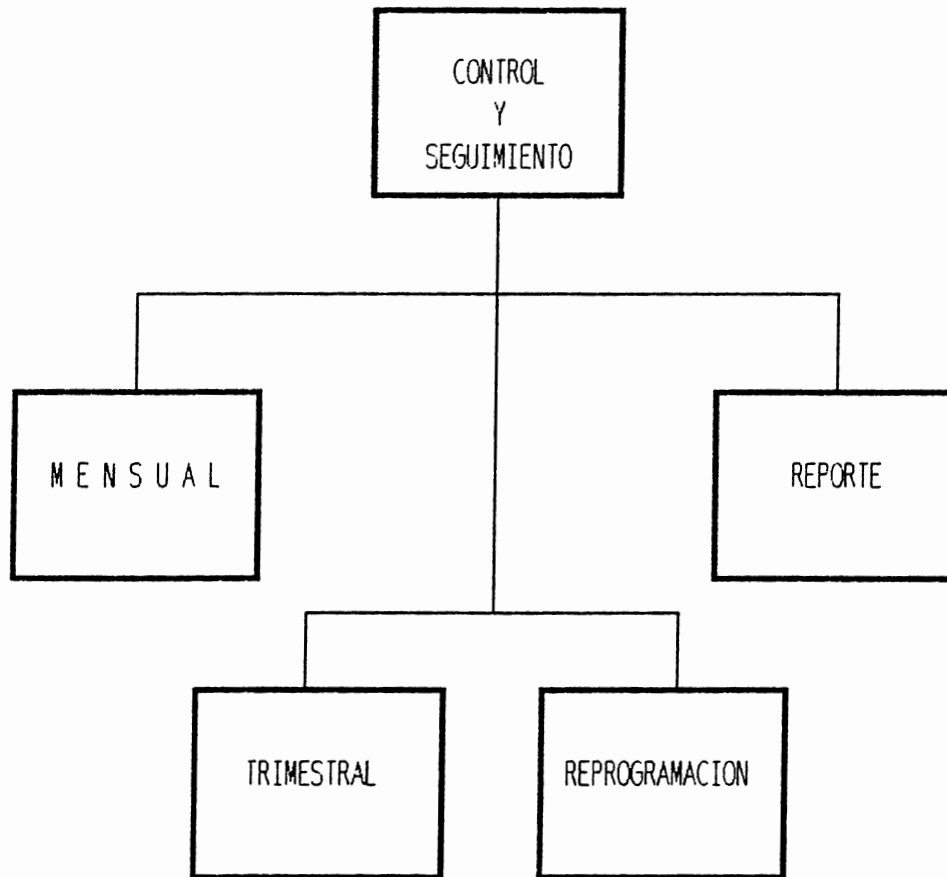 CONTROL
Y
SEGUIMIENTO
M E N S U A L
REPORTE
TRIMESTRAL
REPROGRAMACION